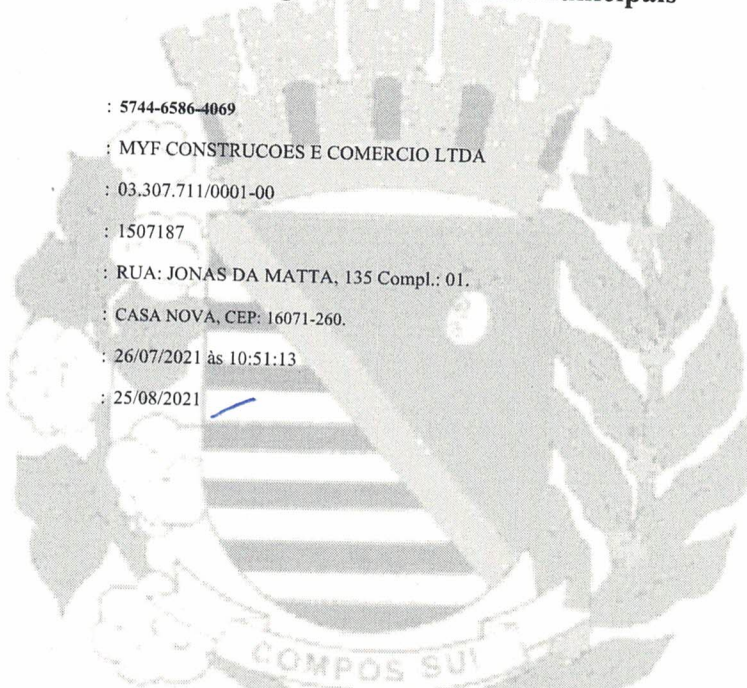 : 5744-6586-4069
: MYF CONSTRUCOES E COMERCIO LTDA
: 03.307.711/0001-00
: 1507187
: RUA: JONAS DA MATTA, 135 Compl.: 01.
: CASA NOVA, CEP: 16071-260.
: 26/07/2021 às 10:51:13
: 25/08/2021
COMPOS SUI